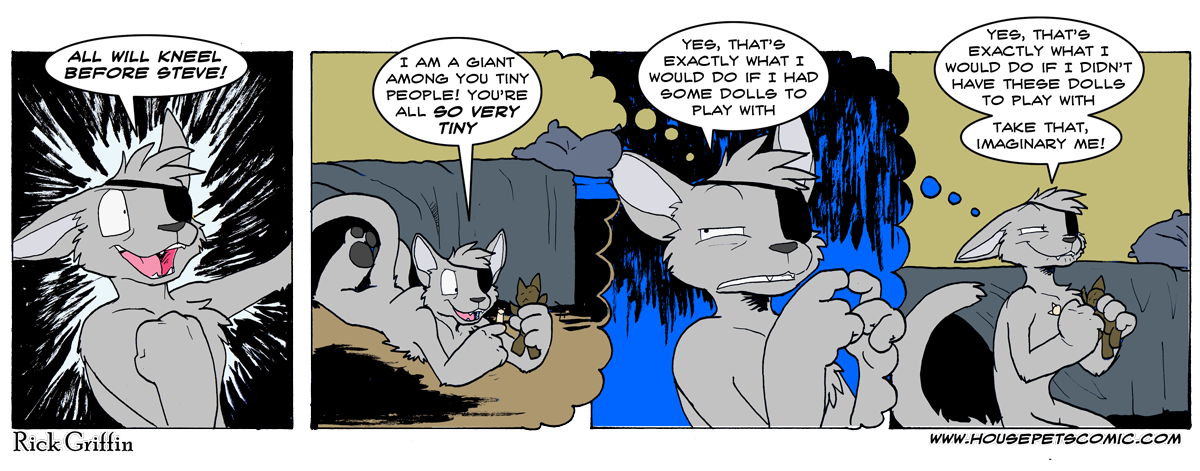 ALL WILL KNEEL
BEFORE STEVE!
I AM A GIANT
AMONG YOU TINY
PEOPLE! YOU'RE
ALL SO VERY
TINY
YES, THAT'S
EXACTLY WHAT I
WOULD DO IF I HAD
SOME DOLLS TO
PLAY WITH
YES, THAT'S
EXACTLY WHAT I
WOULD DO IF I DIDN'T
HAVE THESE DOLLS
TO PLAY WITH
TAKE THAT,
IMAGINARY ME!
Rick Griffin
WWW.HOUSEPETSCOMIC.COM